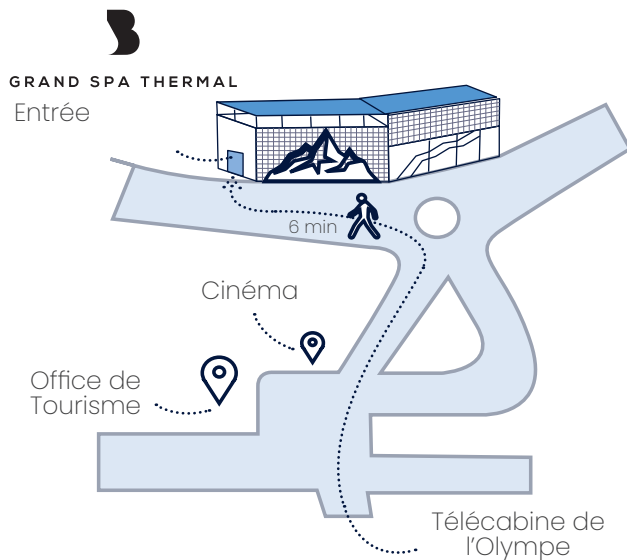 GRAND SPA THERMAL
Entrée
6 min
Cinéma
Office de
Tourisme
Télécabine de
l'Olympe